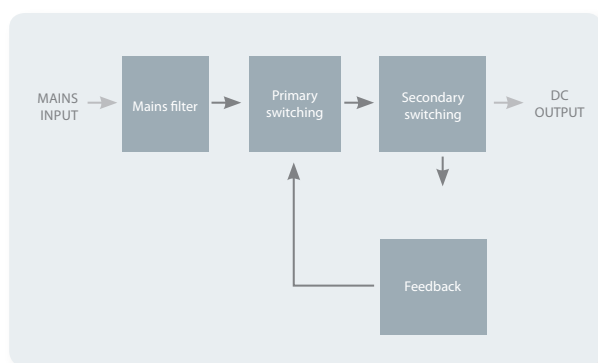 MAINS
INPUT
Mains filter
Primary
switching
Secondary
switching
DC
OUTPUT
Feedback